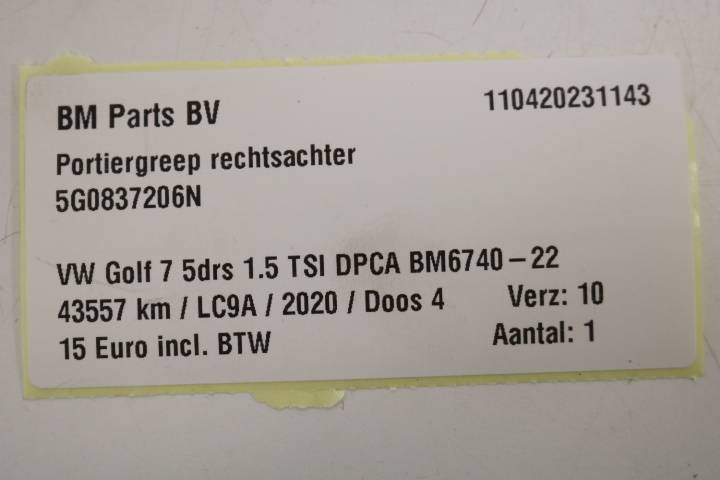 BM Parts BV 110420231143
Portiergreep rechtsachter
5G0837206N
VW Golf 7 5drs 1.5 TSI DPCA BM6740-22
43557 km / LC9A / 2020 / Doos 4 Verz: 10
15 Euro incl. BTW Aantal: 1